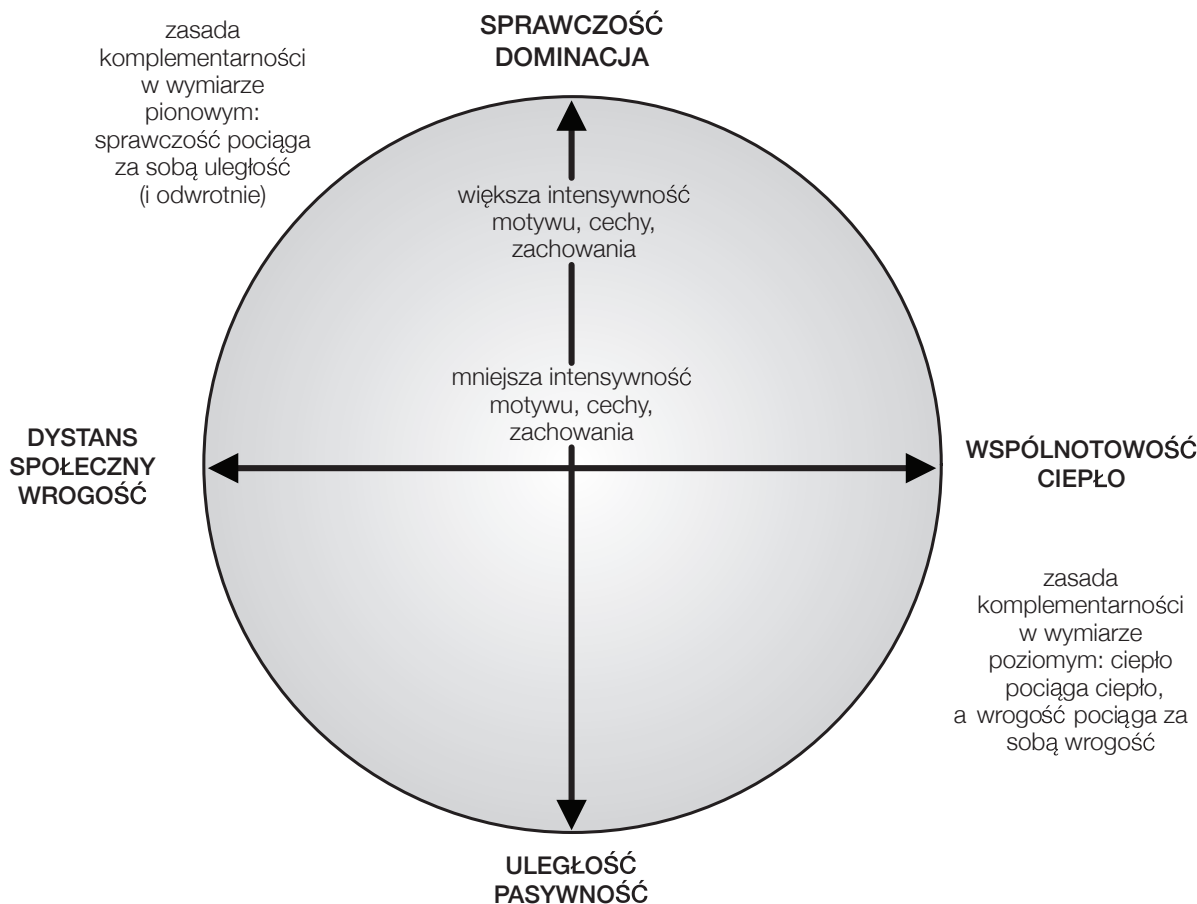 zasada
komplementarności
w wymiarze
pionowym:
sprawczość pociąga
za sobą uległość
(i odwrotnie)
SPRAWCZOŚĆ
DOMINACJA
większa intensywność
motywu, cechy,
zachowania
mniejsza intensywność
motywu, cechy,
zachowania
DYSTANS
SPOŁECZNY
WROGOŚĆ
WSPÓLNOTOWOŚĆ
CIEPŁO
zasada
komplementarności
w wymiarze
poziomym: ciepło
pociąga ciepło,
a wrogość pociąga za
sobą wrogość
ULEGŁOŚĆ
PASYWNOŚĆ